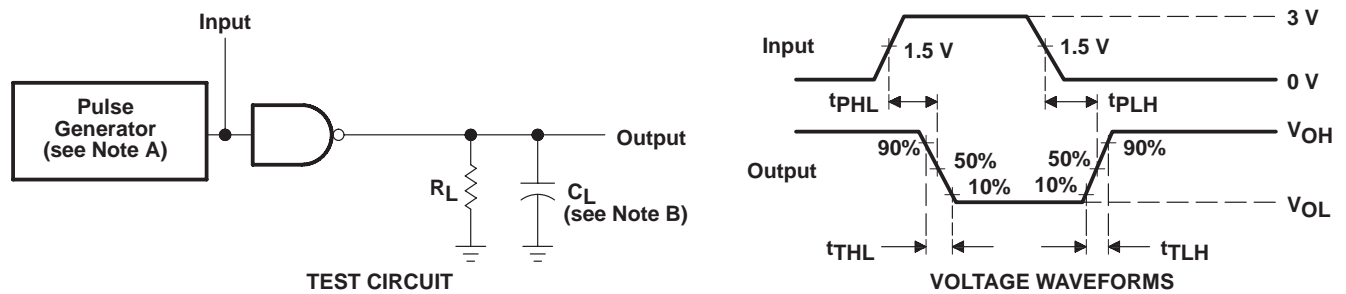 Input
Pulse
Generator
(see Note A)
Output
RL
CL
(see Note B)
TEST CIRCUIT
3 V
Input
1.5 V
1.5 V
0 V
tPHL
tPLH
VOH
90%
90%
50%
50%
Output
10%
10%
VOL
tTHL
tTLH
VOLTAGE WAVEFORMS